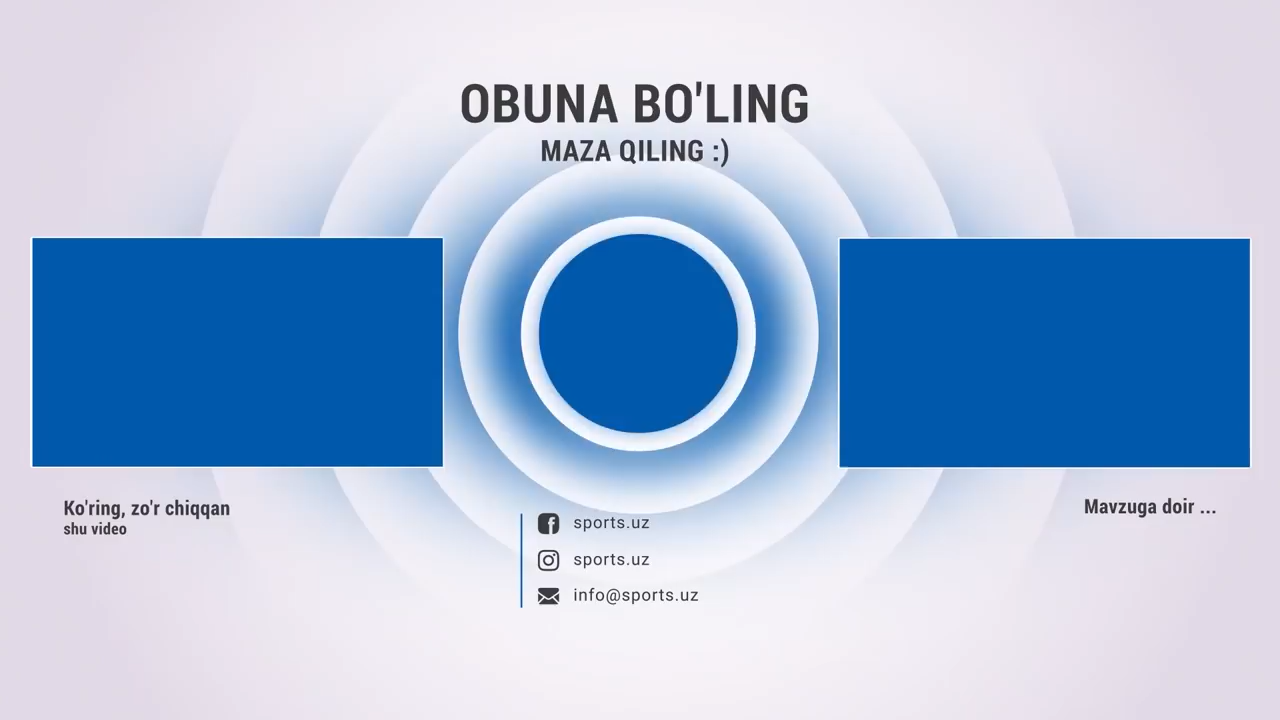 OBUNA BO'LING
MAZA QILING :)
Ko'ring, zo'r chiqqan
shu video
Mavzuga doir ...
sports.uz
sports.uz
info@sports.uz